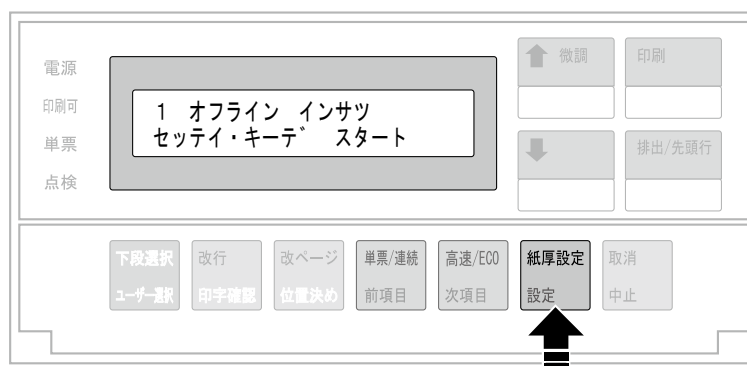 電源
印刷可
単票
点検
1 オフライン インサツ
セッテイ・キーデ スタート
微調
印刷
排出/先頭行
下段選択
ユーザー選択
改行
印字確認
改ページ
位置決め
単票/連続
前項目
高速/ECO
次項目
紙厚設定
設定
取消
中止